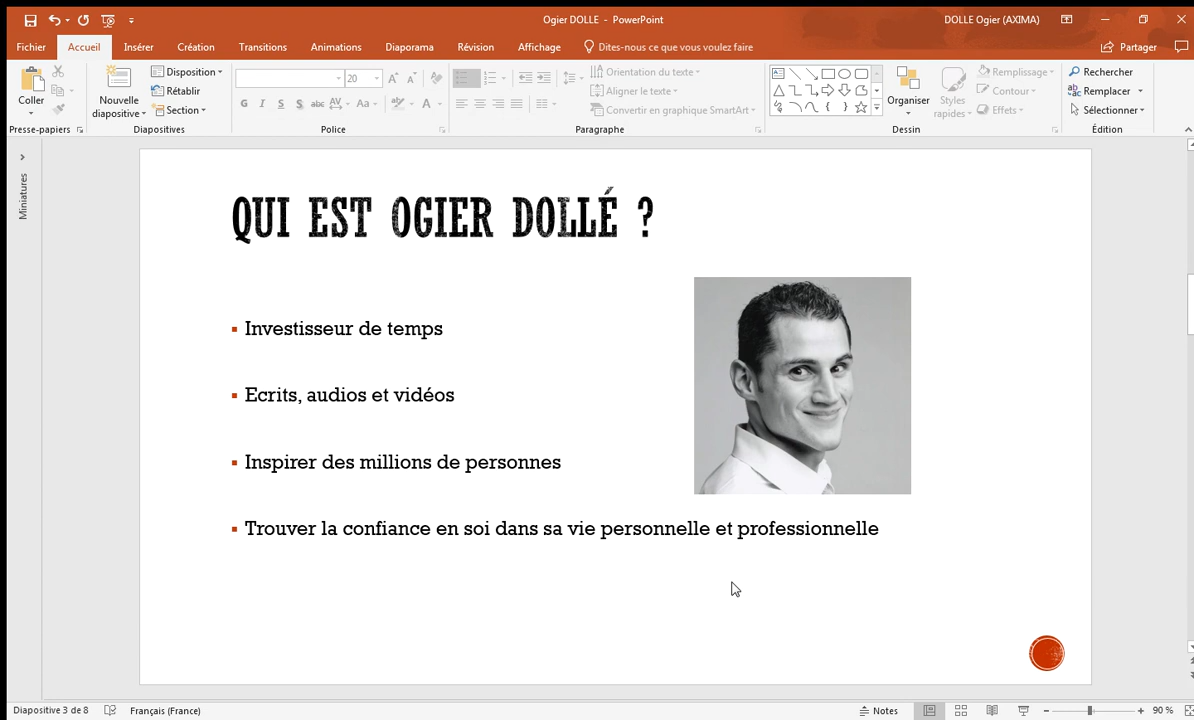 Ogier DOLLE - PowerPoint
DOLLE Ogier (AXIMA)
Fichier Accueil Insérer Création Transitions Animations Diaporama Révision Affichage Dites-nous ce que vous voulez faire Partager
Coller
Nouvelle diapositive
Disposition
Rétablir
Section
20
G I S S abc AV Aa A
Orientation du texte
Aligner le texte
Convertir en graphique SmartArt
Organiser
Styles rapides
Remplissage
Contour
Effets
Rechercher
Remplacer
Sélectionner
Presse-papiers Diapositives Police Paragraphe Dessin Édition
Miniatures
QUI EST OGIER DOLLÉ ?
Investisseur de temps
Ecrits, audios et vidéos
Inspirer des millions de personnes
Trouver la confiance en soi dans sa vie personnelle et professionnelle
Diapositive 3 de 8 Français (France) Notes 90 %